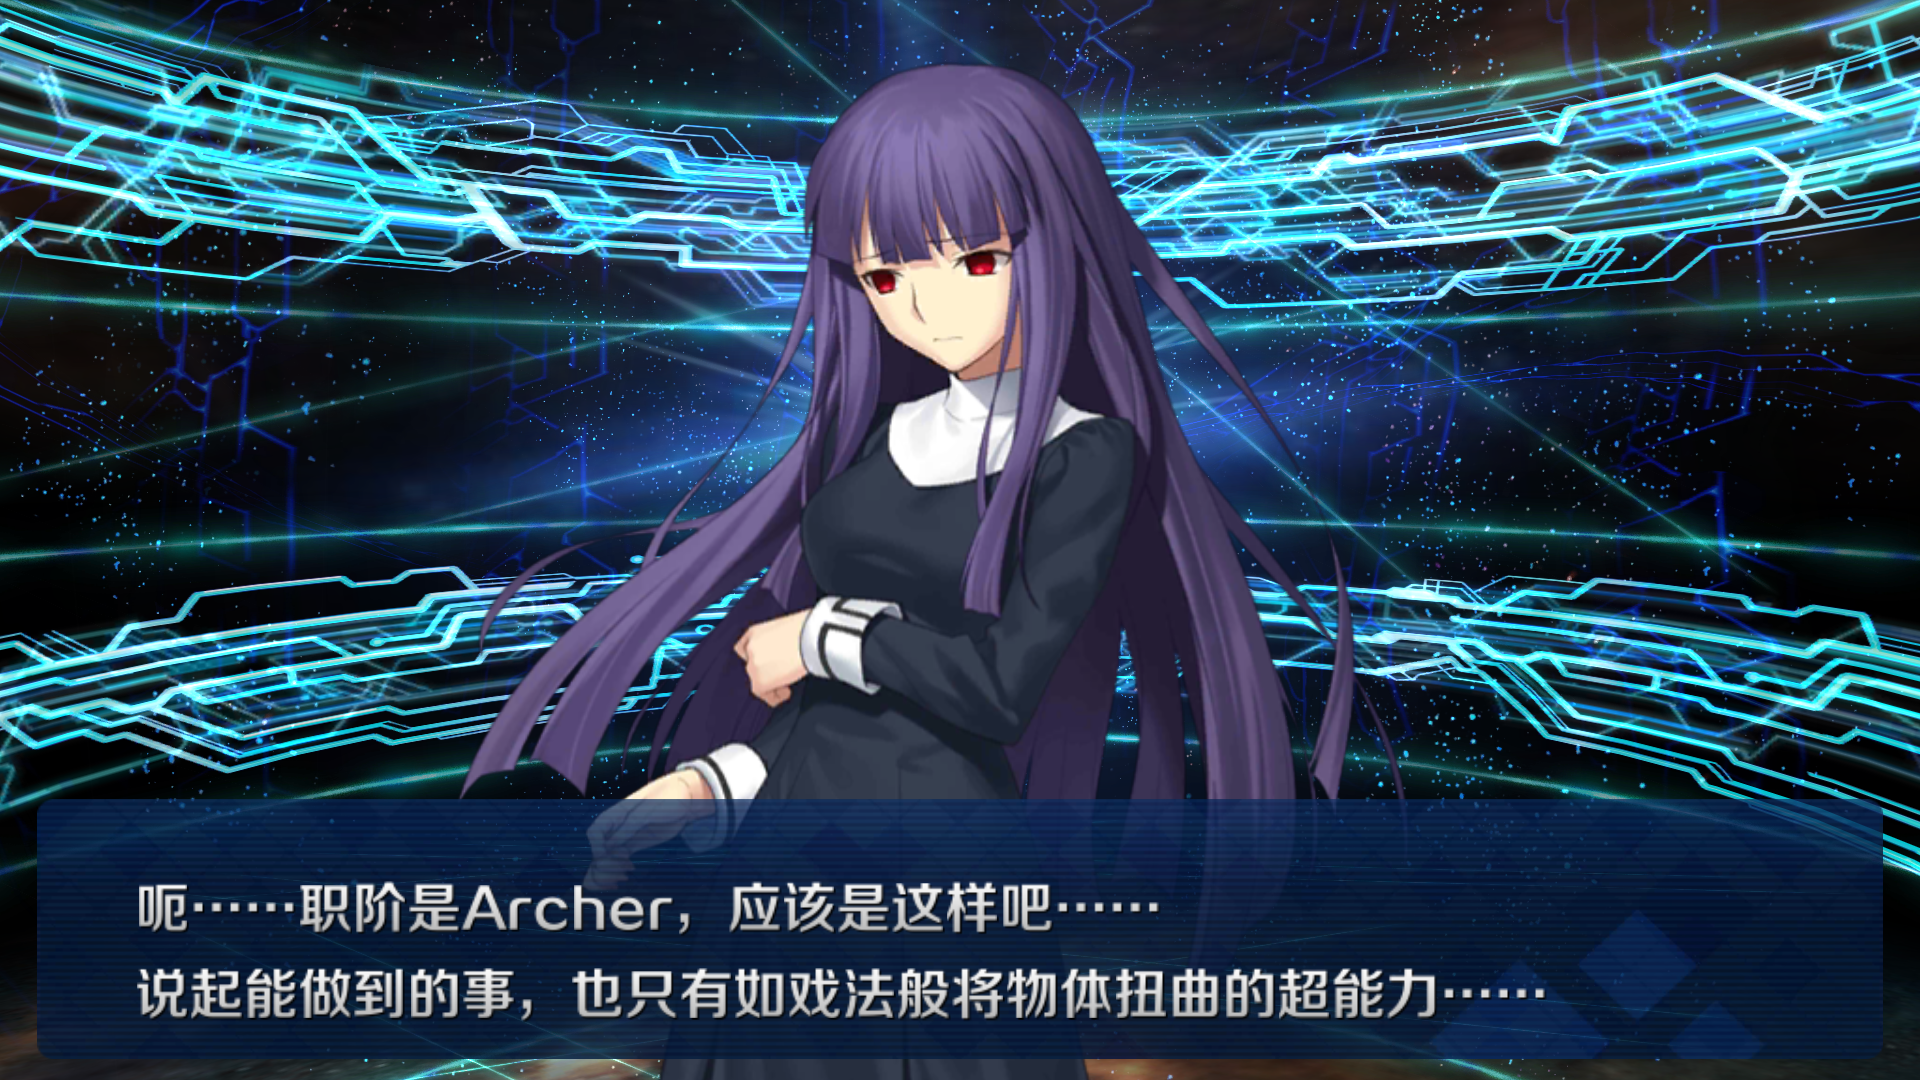 呃……职阶是Archer，应该是这样吧……
说起能做到的事，也只有如戏法般将物体扭曲的超能力……